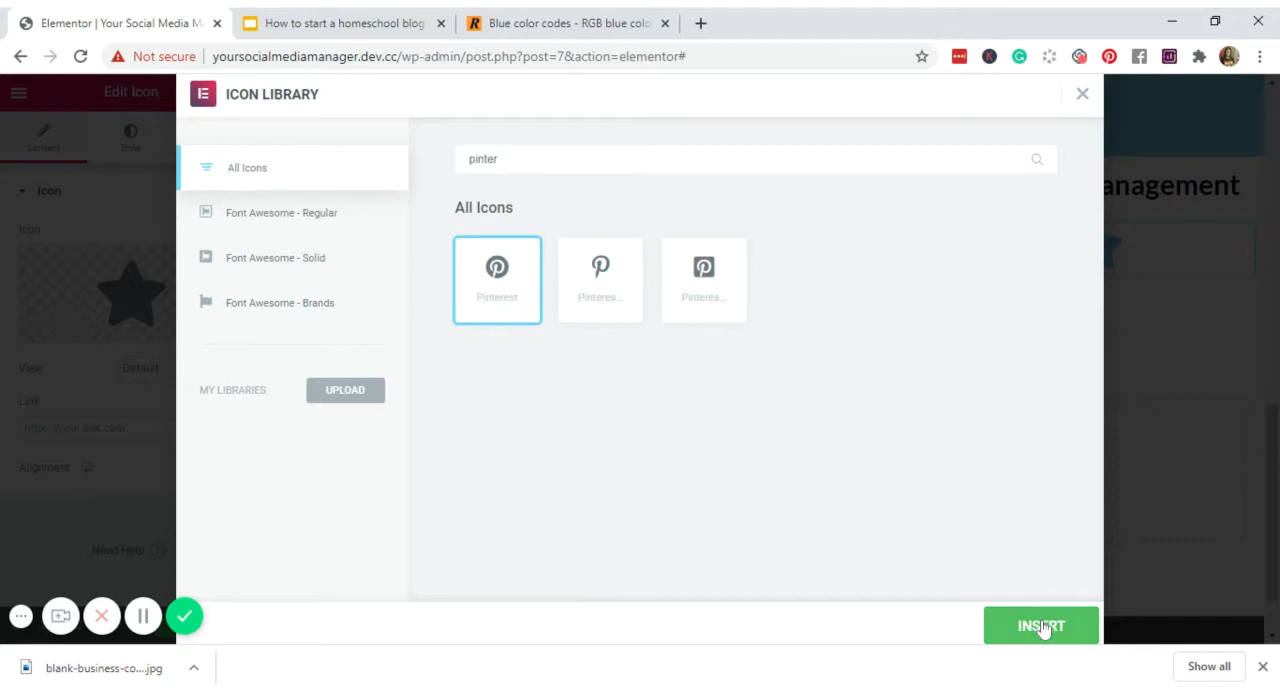 Elementor | Your Social Media M
How to start a homeschool blog
Blue color codes - RGB blue colo
Not secure
yoursocialmediamanager.dev.cc/wp-admin/post.php?post=7&action=elementor#
Edit Icon
ICON LIBRARY
Content
Style
All Icons
pinter
Icon
Font Awesome - Regular
All Icons
anagement
Icon
Font Awesome - Solid
Pinterest
Pinteres...
Pinteres...
Font Awesome - Brands
View
Default
MY LIBRARIES
UPLOAD
Link
https://your-link.com
Alignment
Need Help
INSERT
blank-business-co....jpg
Show all